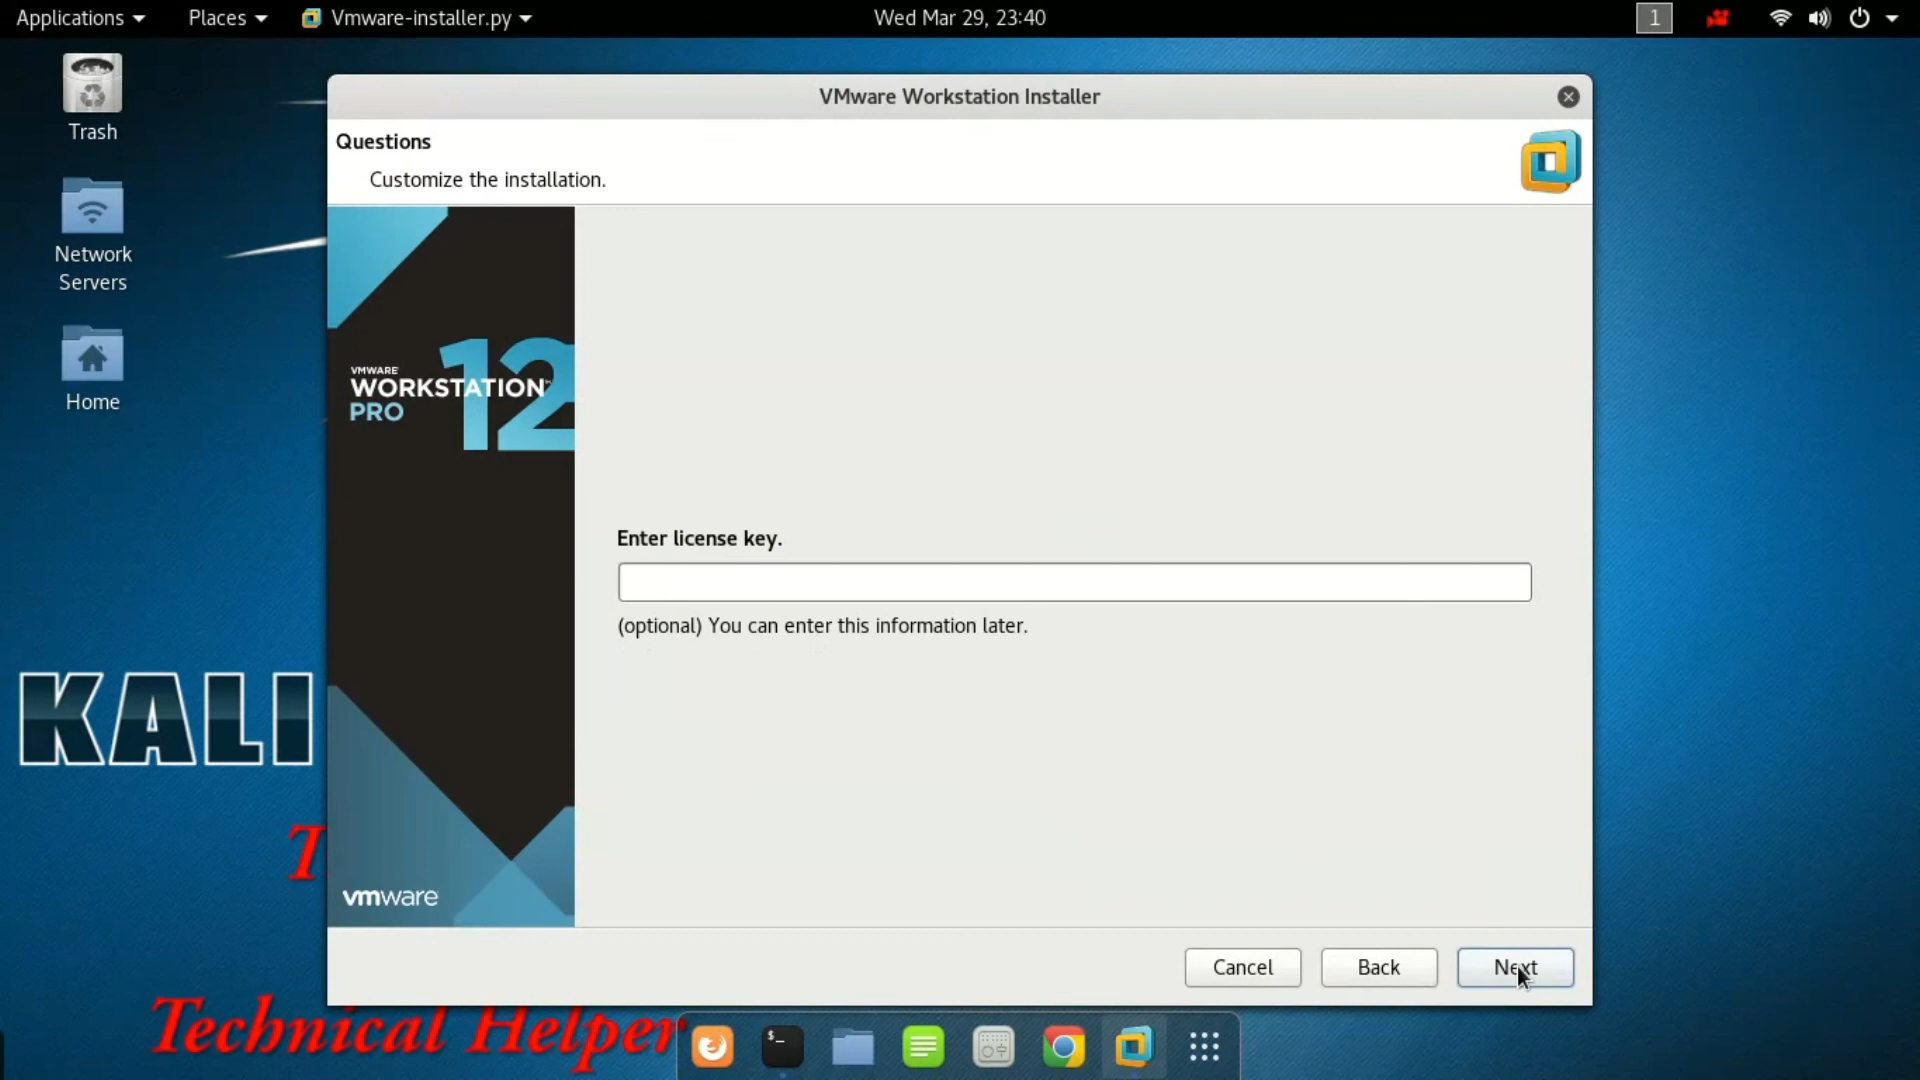 Applications Places Vmware-installer.py Wed Mar 29, 23:40 1
Trash
Network
Servers
Home
VMware Workstation Installer
Questions
Customize the installation.
VMWARE
WORKSTATION 12
PRO
Enter license key.
(optional) You can enter this information later.
vmware
Cancel Back Next
KALI
T
Technical Helper
$_